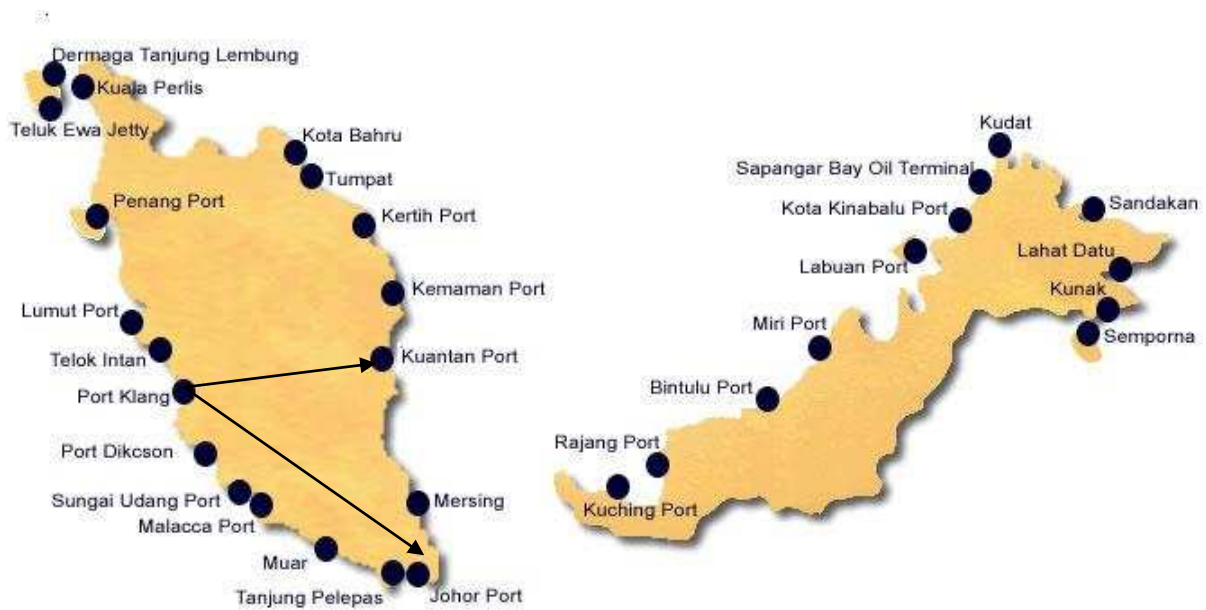 Dermaga Tanjung Lembung
Kuala Perlis
Teluk Ewa Jetty
Kota Bahru
Tumpat
Penang Port
Kertih Port
Kemaman Port
Lumut Port
Telok Intan
Kuantan Port
Port Klang
Port Dikcson
Sungai Udang Port
Mersing
Malacca Port
Muar
Tanjung Pelepas
Johor Port
Kudat
Sapangar Bay Oil Terminal
Kota Kinabalu Port
Sandakan
Labuan Port
Lahat Datu
Kunak
Miri Port
Semporna
Bintulu Port
Rajang Port
Kuching Port